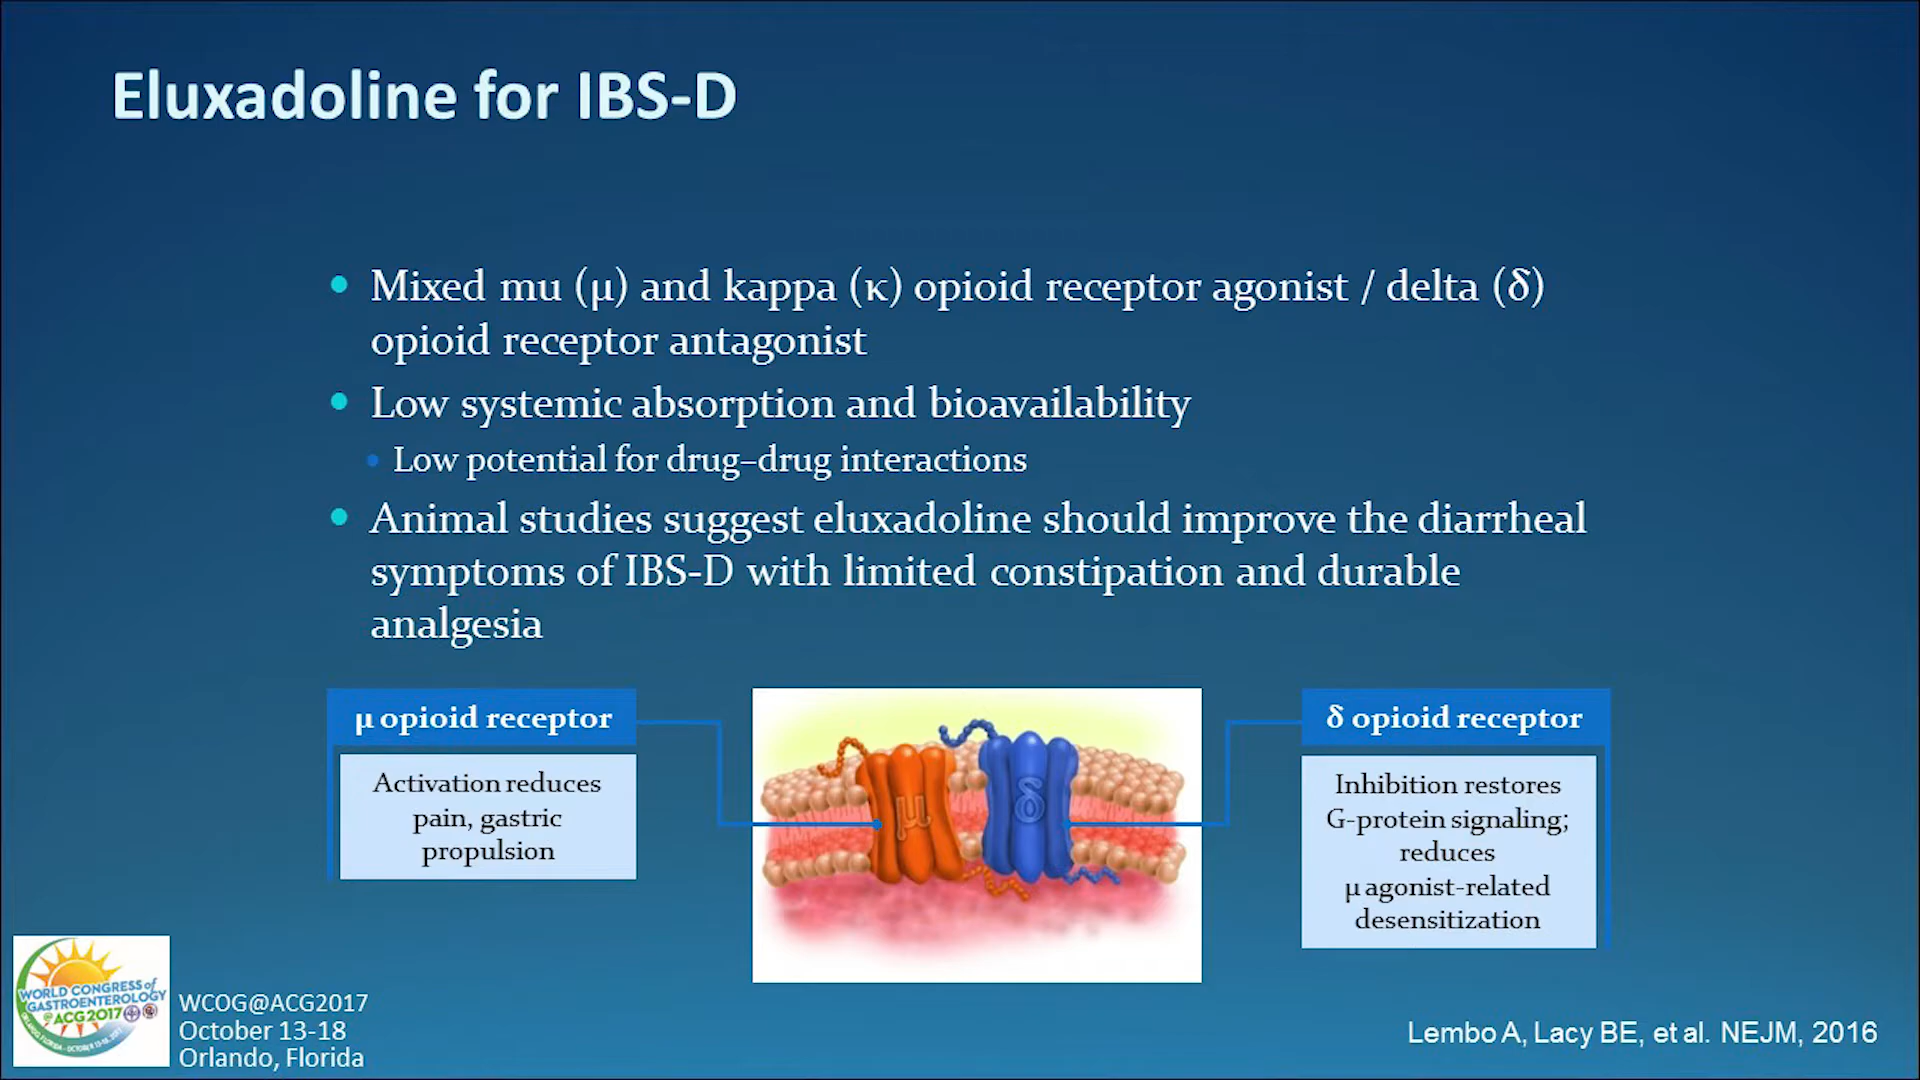 Eluxadoline for IBS-D
Mixed mu (μ) and kappa (κ) opioid receptor agonist / delta (δ)
opioid receptor antagonist
Low systemic absorption and bioavailability
Low potential for drug–drug interactions
Animal studies suggest eluxadoline should improve the diarrheal
symptoms of IBS-D with limited constipation and durable
analgesia
μ opioid receptor
Activation reduces
pain, gastric
propulsion
μ
δ
δ opioid receptor
Inhibition restores
G-protein signaling;
reduces
μ agonist-related
desensitization
WORLD CONGRESS of
GASTROENTEROLOGY
@ACG2017
WCOG@ACG2017
October 13-18
Orlando, Florida
Lembo A, Lacy BE, et al. NEJM, 2016